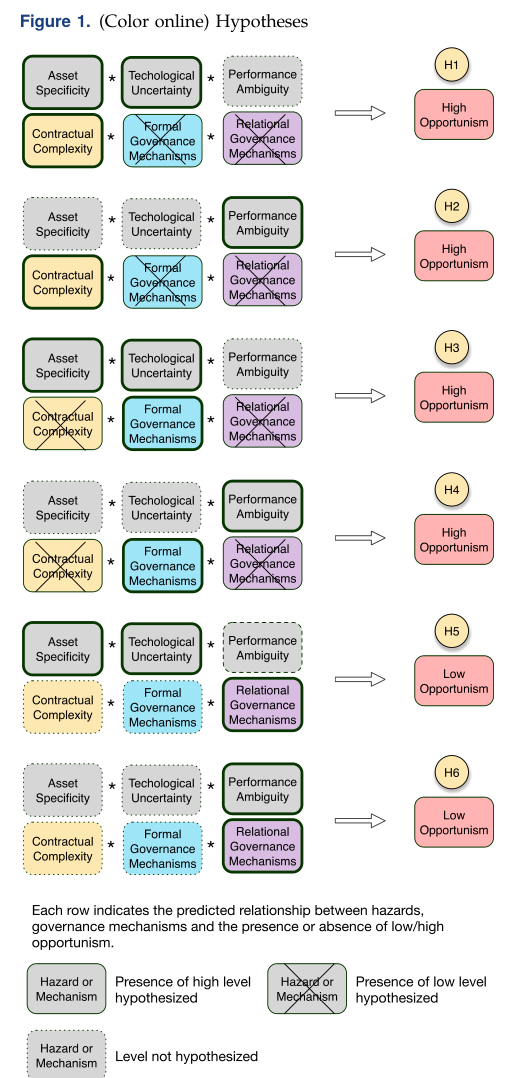 Figure 1. (Color online) Hypotheses
H1
Asset Specificity * Techological Uncertainty * Performance Ambiguity
High Opportunism
Contractual Complexity * Formal Governance Mechanisms * Relational Governance Mechanisms
H2
Asset Specificity * Techological Uncertainty * Performance Ambiguity
High Opportunism
Contractual Complexity * Formal Governance Mechanisms * Relational Governance Mechanisms
H3
Asset Specificity * Techological Uncertainty * Performance Ambiguity
High Opportunism
Contractual Complexity * Formal Governance Mechanisms * Relational Governance Mechanisms
H4
Asset Specificity * Techological Uncertainty * Performance Ambiguity
High Opportunism
Contractual Complexity * Formal Governance Mechanisms * Relational Governance Mechanisms
H5
Asset Specificity * Techological Uncertainty * Performance Ambiguity
Low Opportunism
Contractual Complexity * Formal Governance Mechanisms * Relational Governance Mechanisms
H6
Asset Specificity * Techological Uncertainty * Performance Ambiguity
Low Opportunism
Contractual Complexity * Formal Governance Mechanisms * Relational Governance Mechanisms
Each row indicates the predicted relationship between hazards,
governance mechanisms and the presence or absence of low/high
opportunism.
Hazard or Mechanism
Presence of high level
hypothesized
Hazard or Mechanism
Presence of low level
hypothesized
Hazard or Mechanism
Level not hypothesized